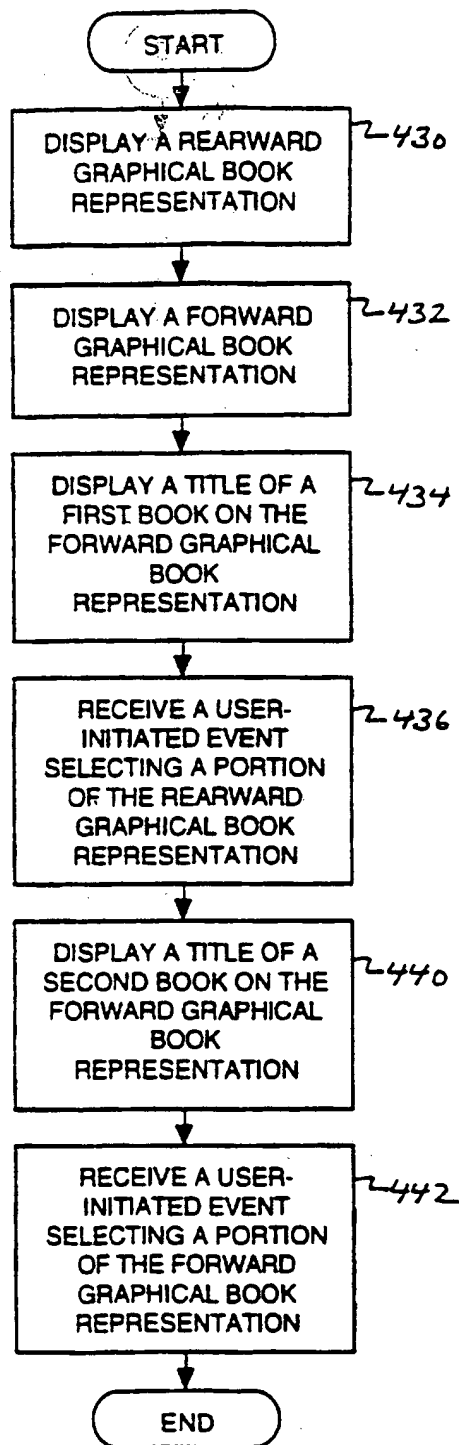 START
DISPLAY A REARWARD
GRAPHICAL BOOK
REPRESENTATION
430
DISPLAY A FORWARD
GRAPHICAL BOOK
REPRESENTATION
432
DISPLAY A TITLE OF A
FIRST BOOK ON THE
FORWARD GRAPHICAL
BOOK
REPRESENTATION
434
RECEIVE A USER-
INITIATED EVENT
SELECTING A PORTION
OF THE REARWARD
GRAPHICAL BOOK
REPRESENTATION
436
DISPLAY A TITLE OF A
SECOND BOOK ON THE
FORWARD GRAPHICAL
BOOK
REPRESENTATION
440
RECEIVE A USER-
INITIATED EVENT
SELECTING A PORTION
OF THE FORWARD
GRAPHICAL BOOK
REPRESENTATION
442
END